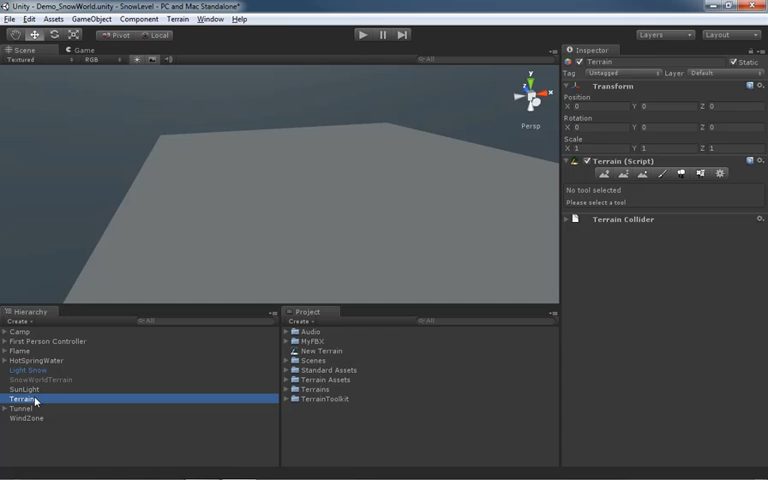 Unity - Demo_SnowWorld.unity - SnowLevel - PC and Mac Standalone*
File Edit Assets GameObject Component Terrain Window Help
Pivot Local Layers Layout
Scene Game
Textured RGB All
y
x
z
Persp
Inspector
Terrain Static
Tag Untagged Layer Default
Transform
Position
X 0 Y 0 Z 0
Rotation
X 0 Y 0 Z 0
Scale
X 1 Y 1 Z 1
Terrain (Script)
No tool selected
Please select a tool
Terrain Collider
Hierarchy
Create All
Camp
First Person Controller
Flame
HotSpringWater
Light Snow
SnowWorldTerrain
SunLight
Terrain
Tunnel
WindZone
Project
Create All
Audio
MyFBX
New Terrain
Scenes
Standard Assets
Terrain Assets
Terrains
TerrainToolkit